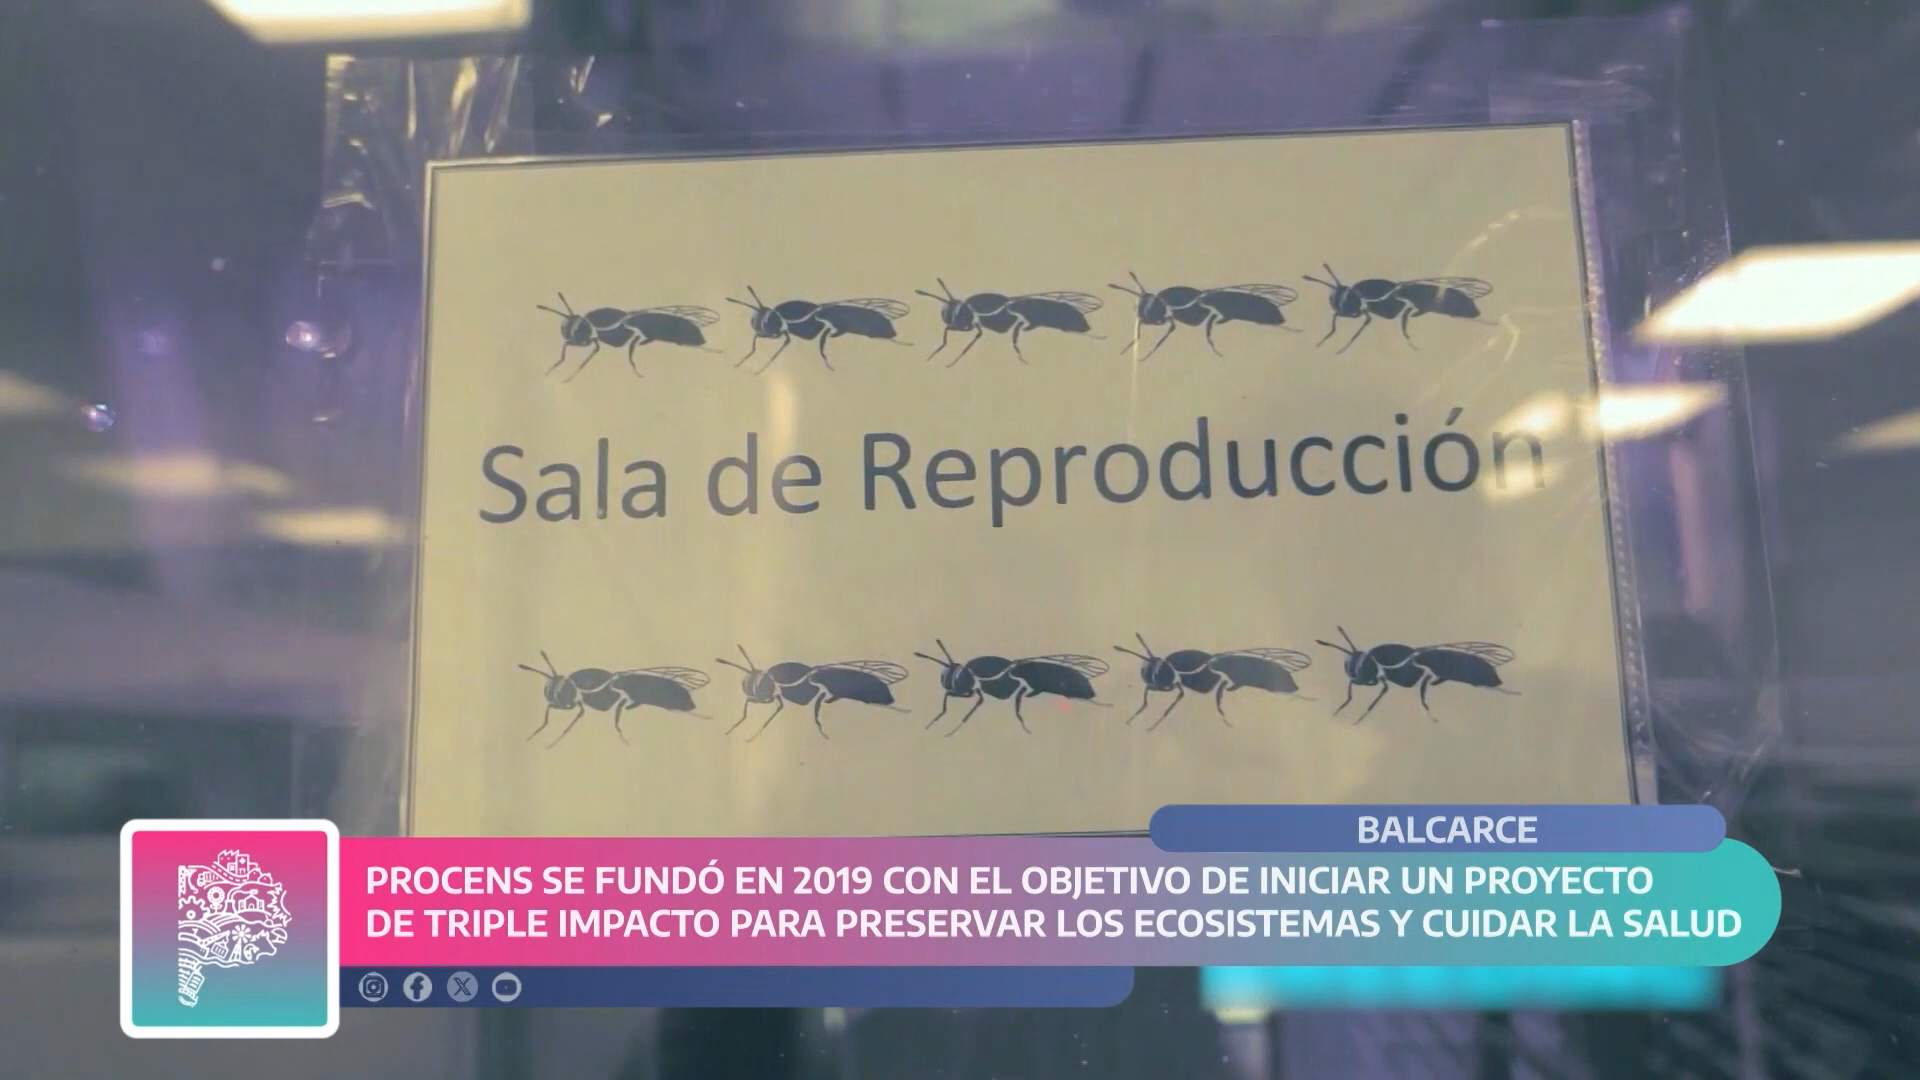 Sala de Reproducción
BALCARCE
PROCENS SE FUNDÓ EN 2019 CON EL OBJETIVO DE INICIAR UN PROYECTO
DE TRIPLE IMPACTO PARA PRESERVAR LOS ECOSISTEMAS Y CUIDAR LA SALUD